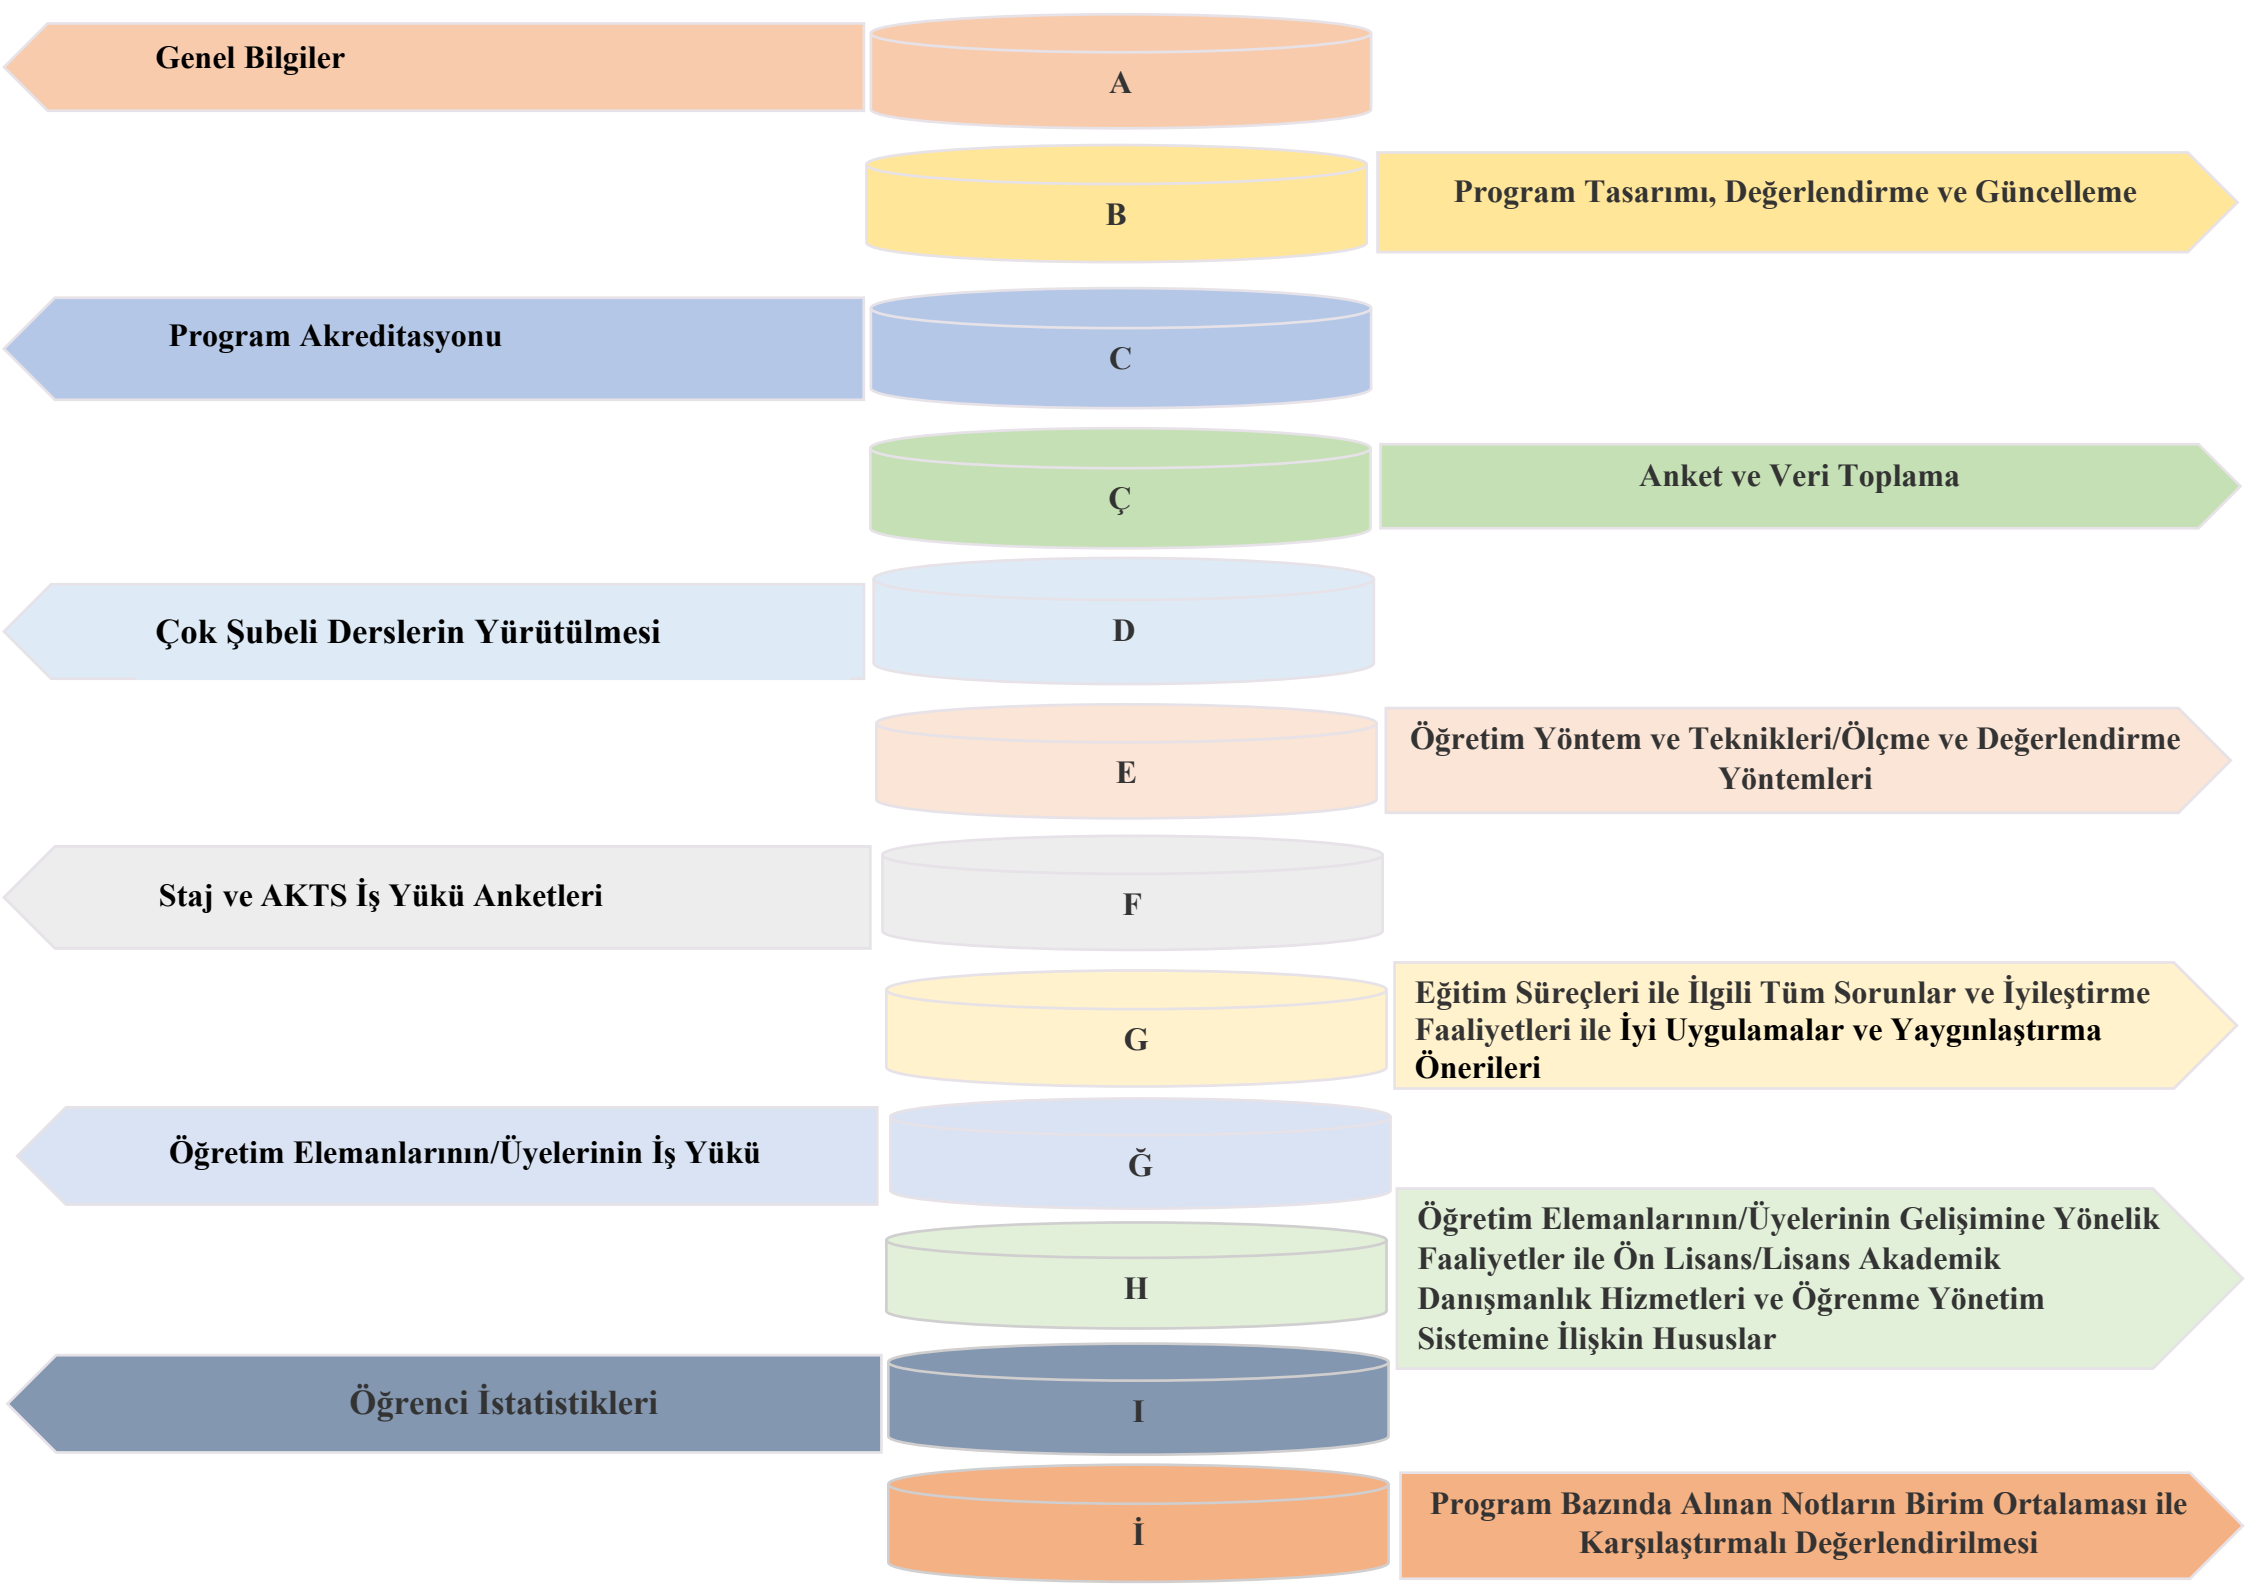 Genel Bilgiler
A
B
Program Tasarımı, Değerlendirme ve Güncelleme
Program Akreditasyonu
C
Ç
Anket ve Veri Toplama
Çok Şubeli Derslerin Yürütülmesi
D
E
Öğretim Yöntem ve Teknikleri/Ölçme ve Değerlendirme
Yöntemleri
Staj ve AKTS İş Yükü Anketleri
F
G
Eğitim Süreçleri ile İlgili Tüm Sorunlar ve İyileştirme
Faaliyetleri ile İyi Uygulamalar ve Yaygınlaştırma
Önerileri
Öğretim Elemanlarının/Üyelerinin İş Yükü
Ğ
H
Öğretim Elemanlarının/Üyelerinin Gelişimine Yönelik
Faaliyetler ile Ön Lisans/Lisans Akademik
Danışmanlık Hizmetleri ve Öğrenme Yönetim
Sistemine İlişkin Hususlar
Öğrenci İstatistikleri
I
İ
Program Bazında Alınan Notların Birim Ortalaması ile
Karşılaştırmalı Değerlendirilmesi